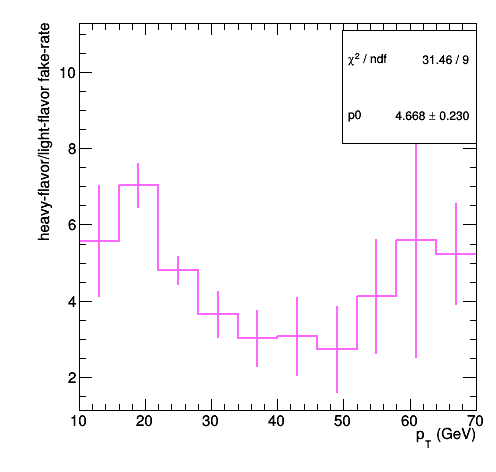 heavy-flavor/light-flavor fake-rate
χ² / ndf 31.46 / 9
p0 4.668 ± 0.230
10
8
6
4
2
10 20 30 40 50 60 70
p_T (GeV)